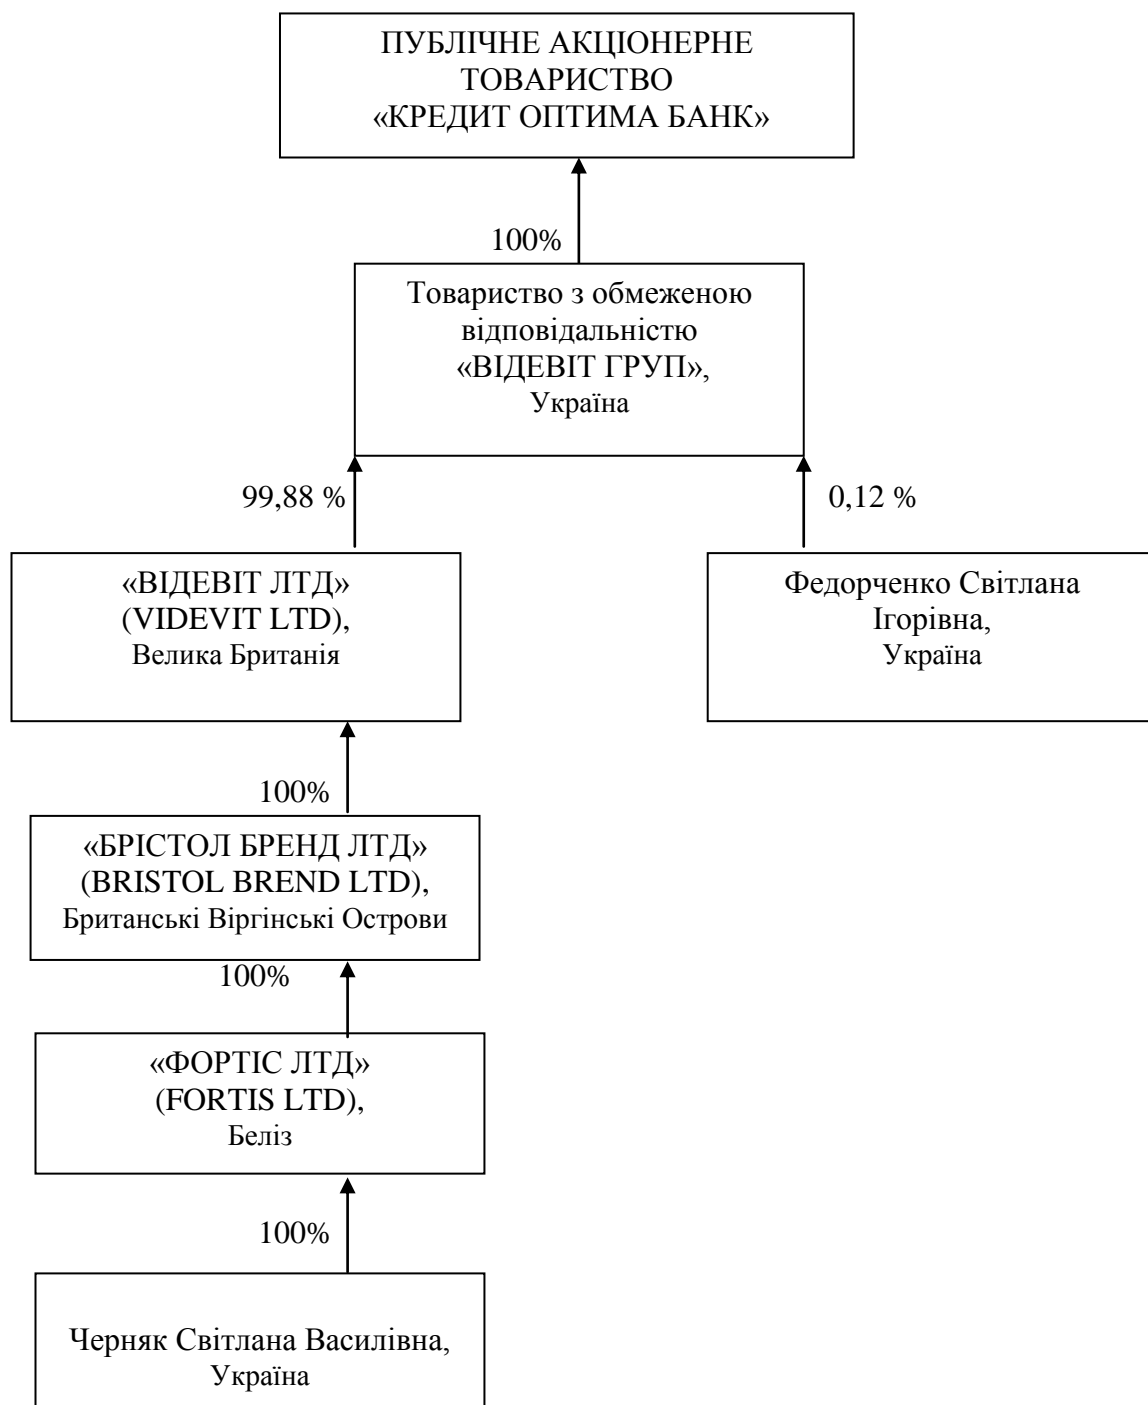 ПУБЛІЧНЕ АКЦІОНЕРНЕ
ТОВАРИСТВО
«КРЕДИТ ОПТИМА БАНК»
100%
Товариство з обмеженою
відповідальністю
«ВІДЕВІТ ГРУП»,
Україна
99,88 %
0,12 %
«ВІДЕВІТ ЛТД»
(VIDEVIT LTD),
Велика Британія
Федорченко Світлана
Ігорівна,
Україна
100%
«БРІСТОЛ БРЕНД ЛТД»
(BRISTOL BREND LTD),
Британські Віргінські Острови
100%
«ФОРТІС ЛТД»
(FORTIS LTD),
Беліз
100%
Черняк Світлана Василівна,
Україна